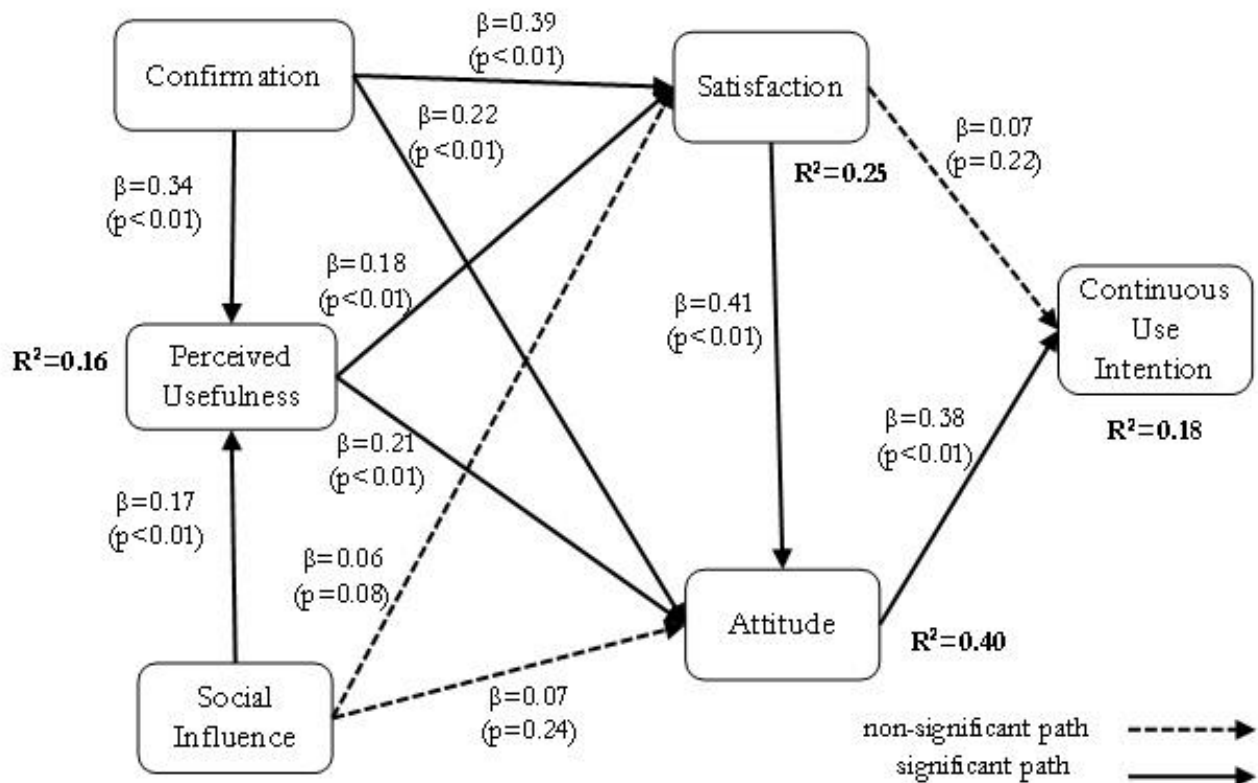 Confirmation
β=0.39
(p<0.01)
Satisfaction
β=0.22
(p<0.01)
β=0.07
(p=0.22)
R²=0.25
β=0.34
(p<0.01)
β=0.18
(p<0.01)
β=0.41
(p<0.01)
Continuous
Use
Intention
R²=0.18
R²=0.16
Perceived
Usefulness
β=0.21
(p<0.01)
β=0.38
(p<0.01)
β=0.17
(p<0.01)
β=0.06
(p=0.08)
Attitude
R²=0.40
Social
Influence
β=0.07
(p=0.24)
non-significant path
significant path